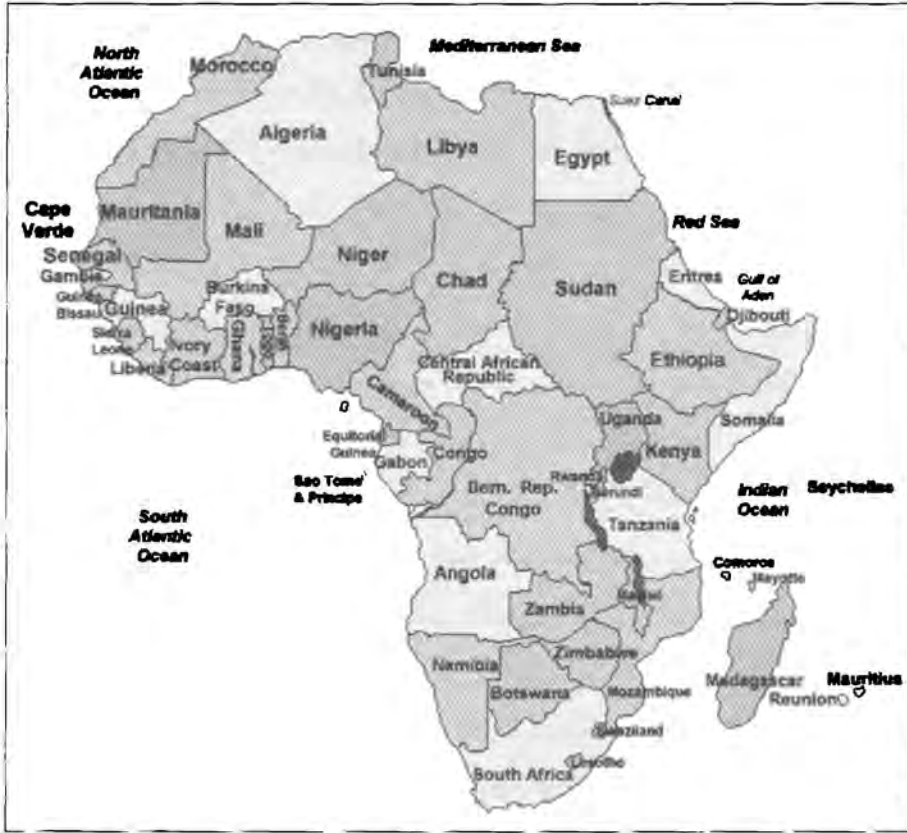 North
Atlantic
Ocean
Mediterranean Sea
Morocco
Tunisia
Suez Canal
Algeria
Libya
Egypt
Cape
Verde
Mauritania
Mali
Niger
Chad
Sudan
Red Sea
Eritrea
Gulf of
Aden
Djibouti
Senegal
Gambia
Guinea
Bissau
Guinea
Burkina
Faso
Sierra
Leone
Liberia
Ivory
Coast
Ghana
Togo
Benin
Nigeria
Ethiopia
Central African
Republic
Cameroon
Somalia
Uganda
Kenya
Equitorial
Guinea
Gabon
Congo
Sao Tome
& Principe
Dem. Rep.
Congo
Rwanda
Burundi
Tanzania
Indian
Ocean
Seychelles
South
Atlantic
Ocean
Angola
Comoros
Mayotte
Zambia
Malawi
Namibia
Zimbabwe
Botswana
Mozambique
Madagascar
Mauritius
Reunion
Swaziland
Lesotho
South Africa